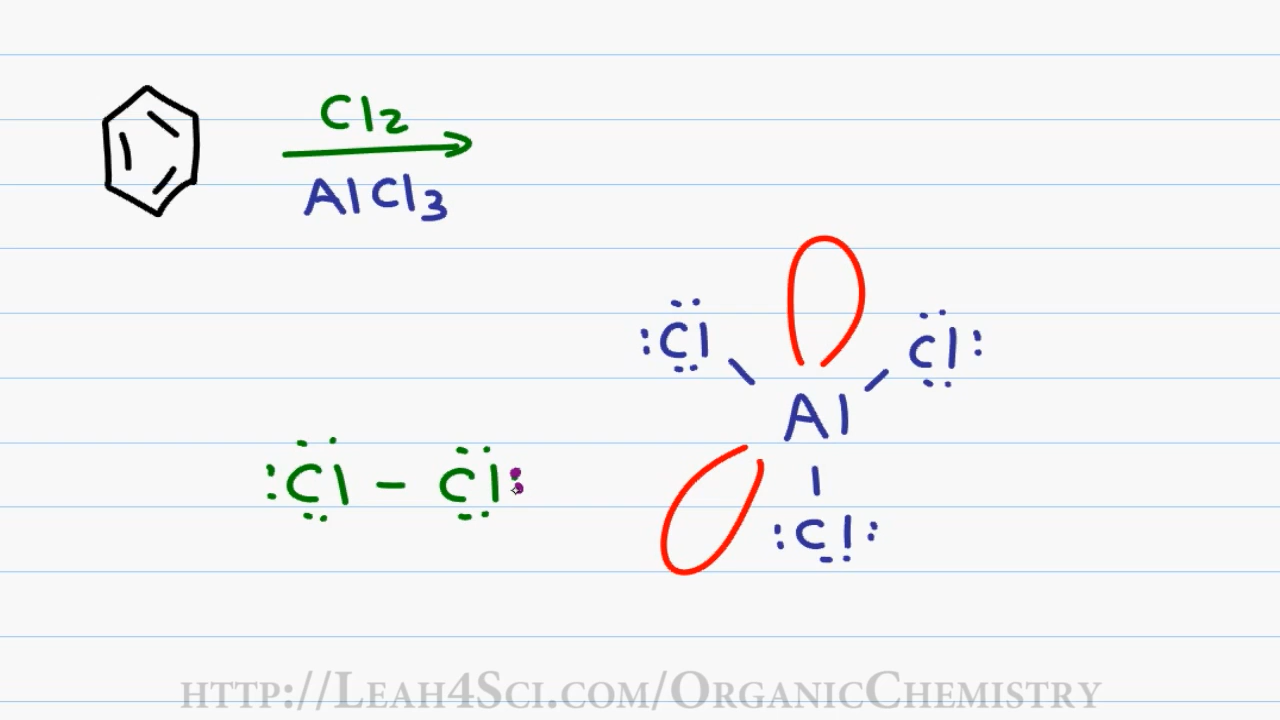 Cl2
AlCl3
:Cl
Cl:
Al
:Cl – Cl:
:Cl:
HTTP://LEAH4SCI.COM/ORGANICCHEMISTRY